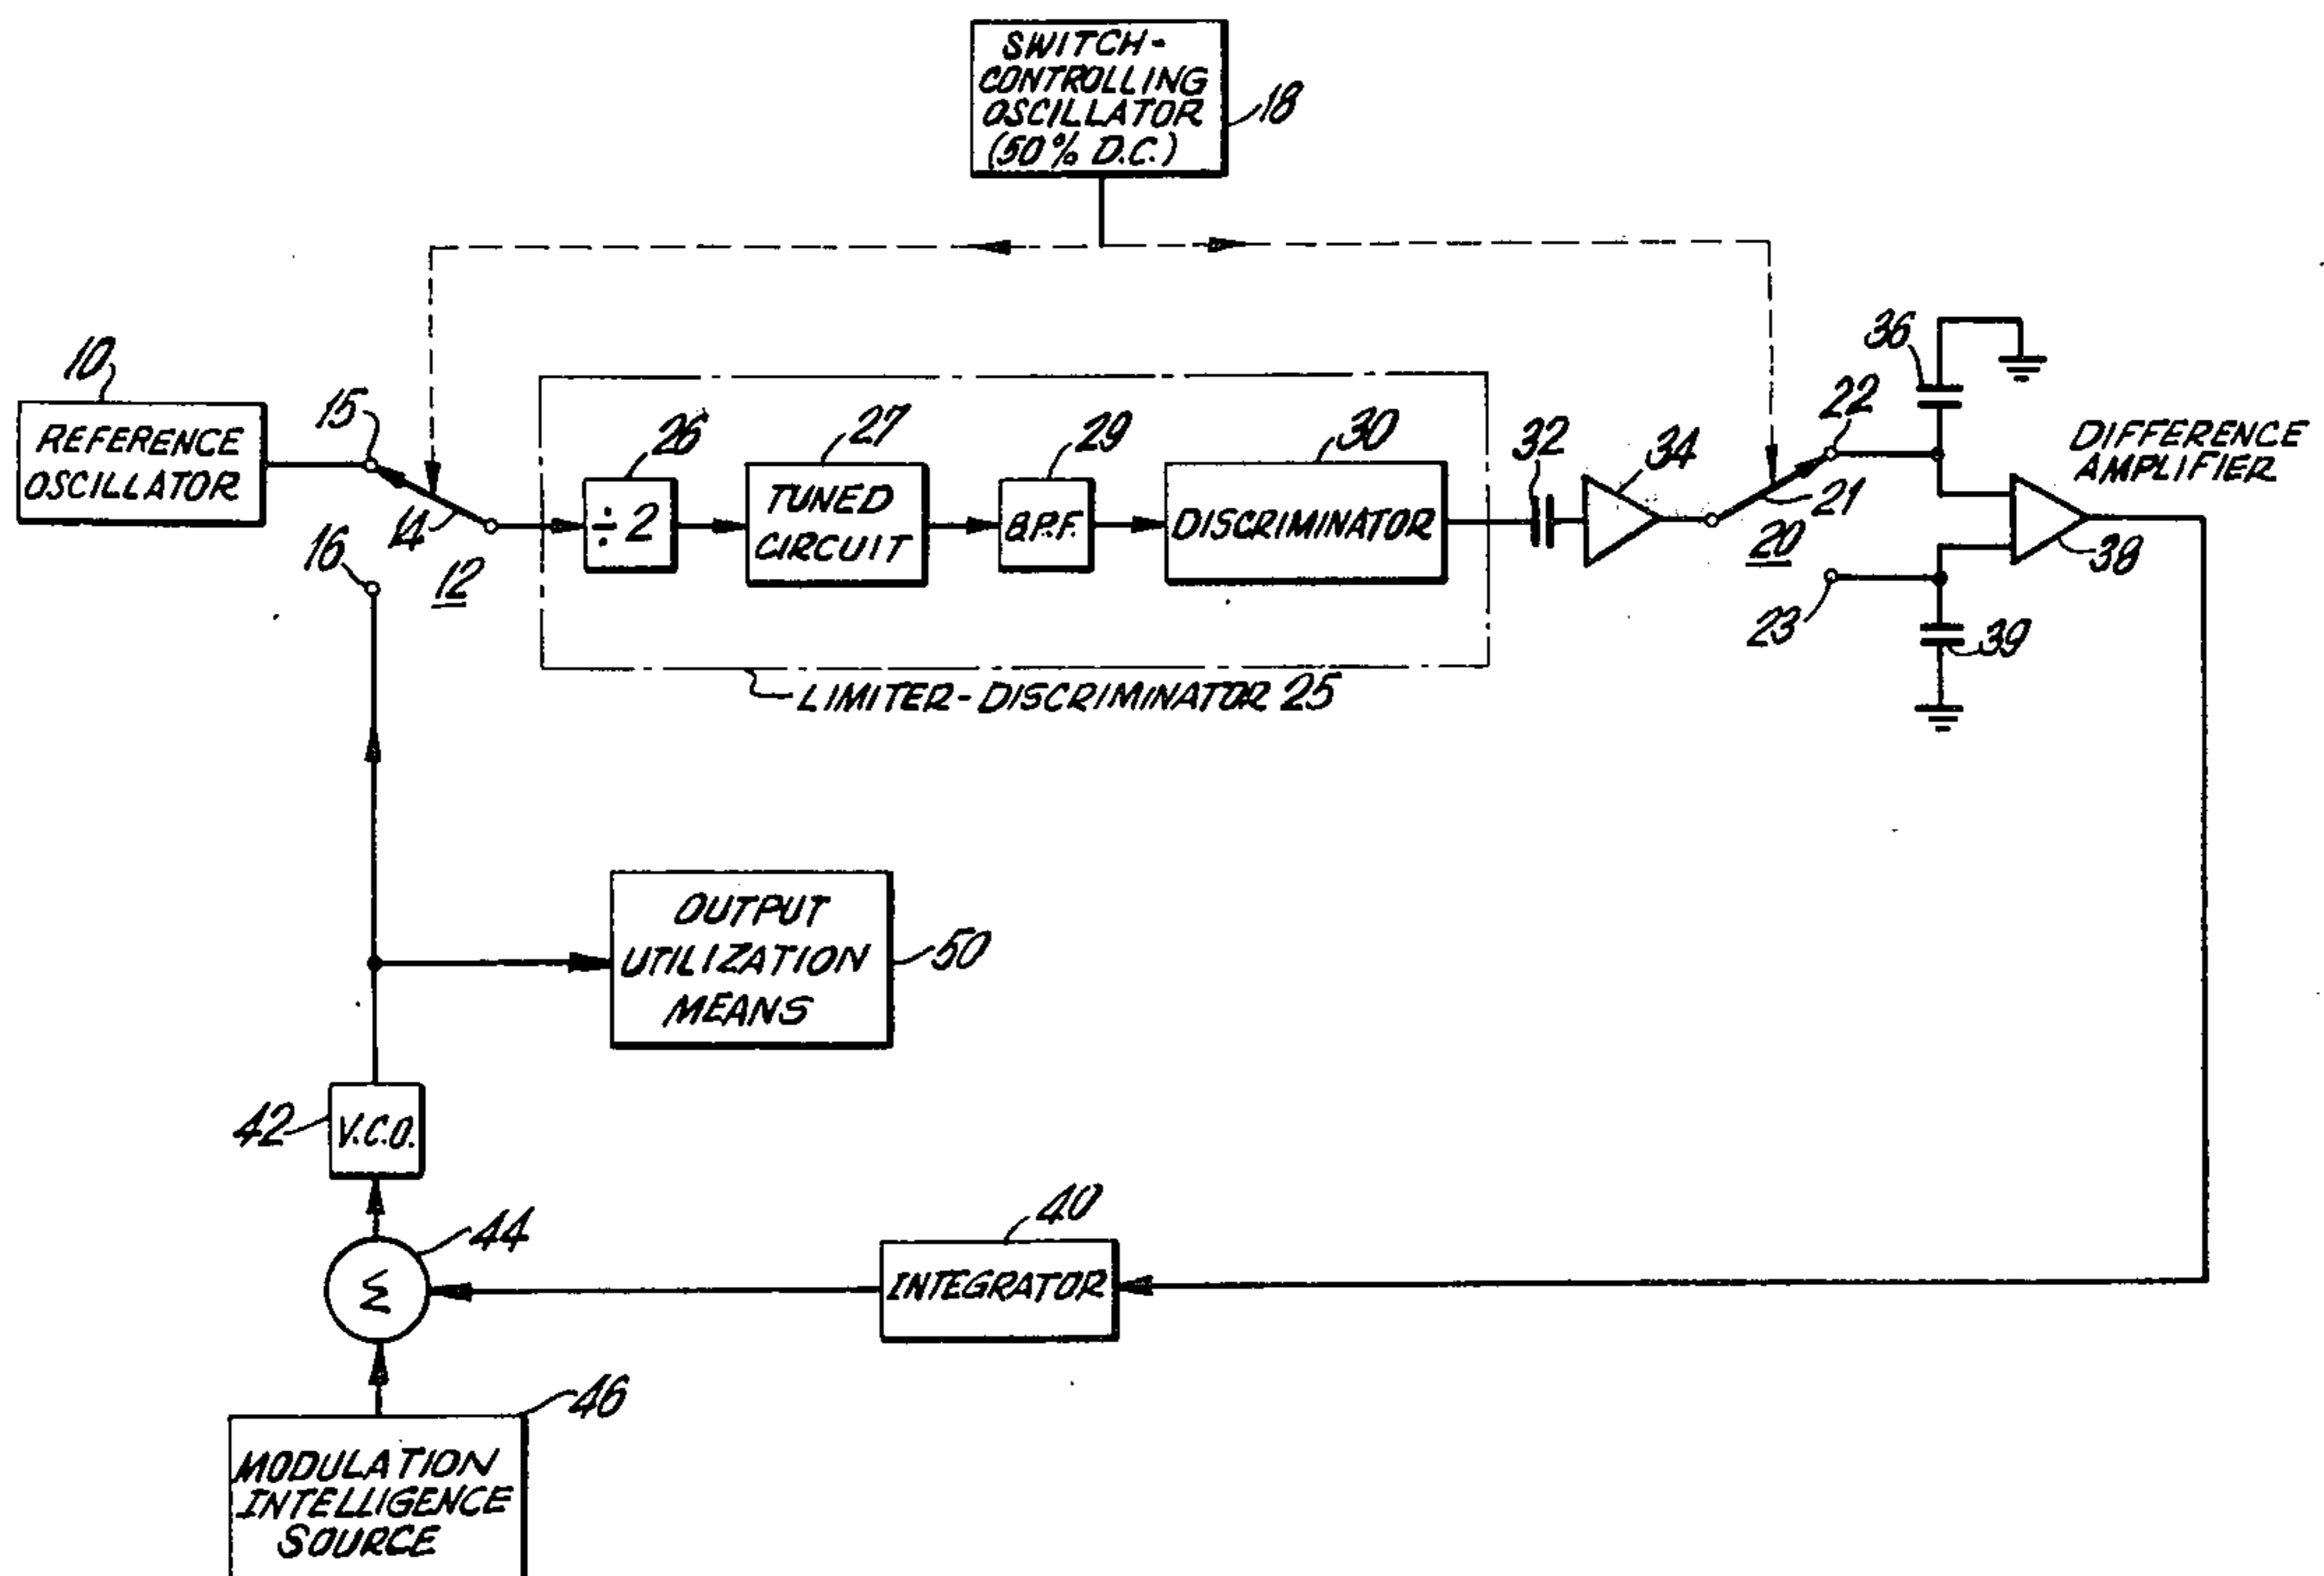 SWITCH-
CONTROLLING
OSCILLATOR
(50% D.C.)
18
10
REFERENCE
OSCILLATOR
15
14
16
12
26
÷2
27
TUNED
CIRCUIT
29
B.P.F.
30
DISCRIMINATOR
LIMITER-DISCRIMINATOR 25
32
34
36
22
21
20
23
DIFFERENCE
AMPLIFIER
38
39
OUTPUT
UTILIZATION
MEANS
50
42
V.C.O.
44
Σ
40
INTEGRATOR
46
MODULATION
INTELLIGENCE
SOURCE